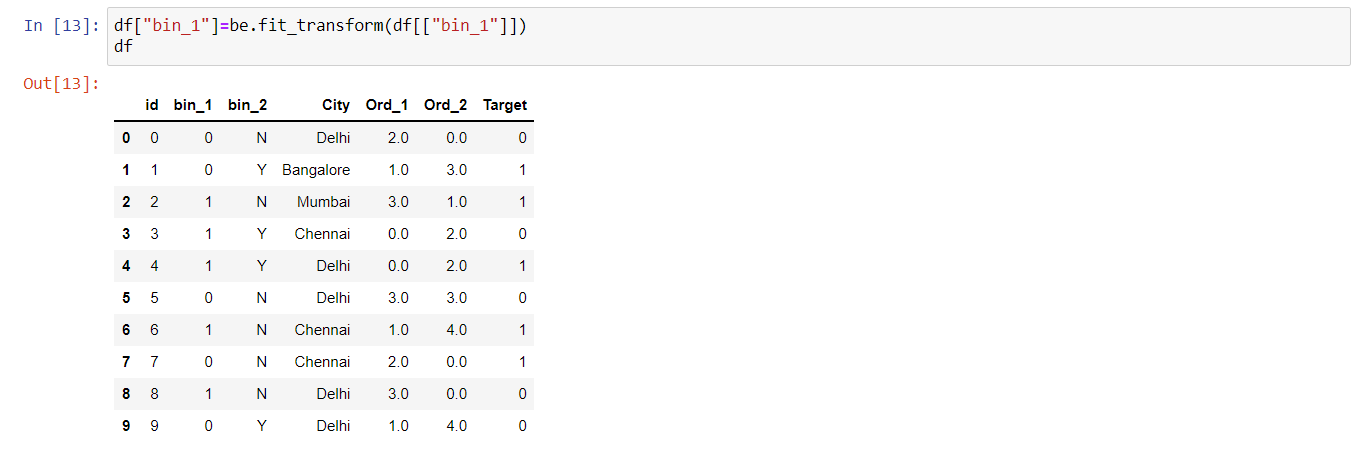 In [13]: df["bin_1"]=be.fit_transform(df[["bin_1"]])
df
Out[13]:
id bin_1 bin_2 City Ord_1 Ord_2 Target
0 0 0 N Delhi 2.0 0.0 0
1 1 0 Y Bangalore 1.0 3.0 1
2 2 1 N Mumbai 3.0 1.0 1
3 3 1 Y Chennai 0.0 2.0 0
4 4 1 Y Delhi 0.0 2.0 1
5 5 0 N Delhi 3.0 3.0 0
6 6 1 N Chennai 1.0 4.0 1
7 7 0 N Chennai 2.0 0.0 1
8 8 1 N Delhi 3.0 0.0 0
9 9 0 Y Delhi 1.0 4.0 0